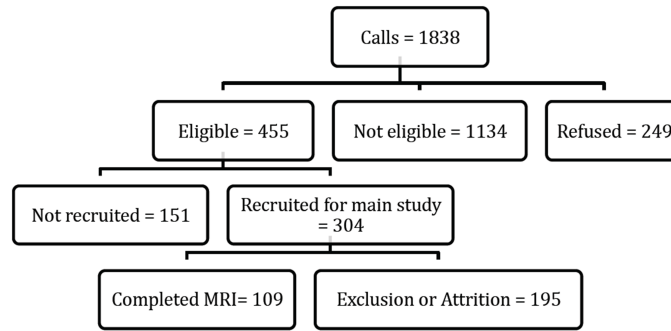 Calls = 1838
Eligible = 455
Not eligible = 1134
Refused = 249
Not recruited = 151
Recruited for main study
= 304
Completed MRI= 109
Exclusion or Attrition = 195